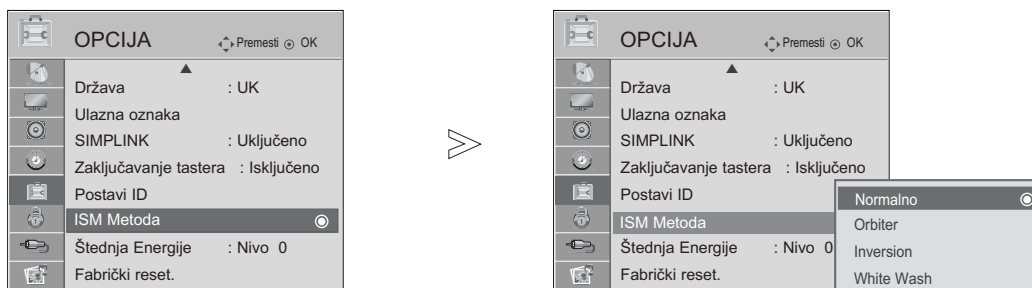 OPCIJA Premesti OK
Država : UK
Ulazna oznaka
SIMPLINK : Uključeno
Zaključavanje tastera : Isključeno
Postavi ID
ISM Metoda
Štednja Energije : Nivo 0
Fabrički reset.
OPCIJA Premesti OK
Država : UK
Ulazna oznaka
SIMPLINK : Uključeno
Zaključavanje tastera : Isključeno
Postavi ID
ISM Metoda
Štednja Energije : Nivo 0
Fabrički reset.
Normalno
Orbiter
Inversion
White Wash